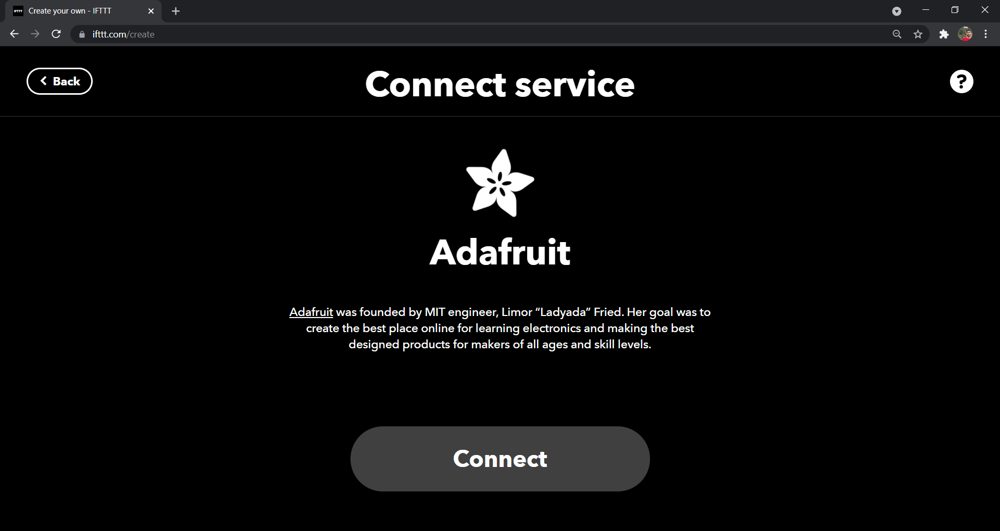 IFTTT
Create your own - IFTTT
ifttt.com/create
Back
Connect service
?
Adafruit
Adafruit was founded by MIT engineer, Limor “Ladyada” Fried. Her goal was to
create the best place online for learning electronics and making the best
designed products for makers of all ages and skill levels.
Connect